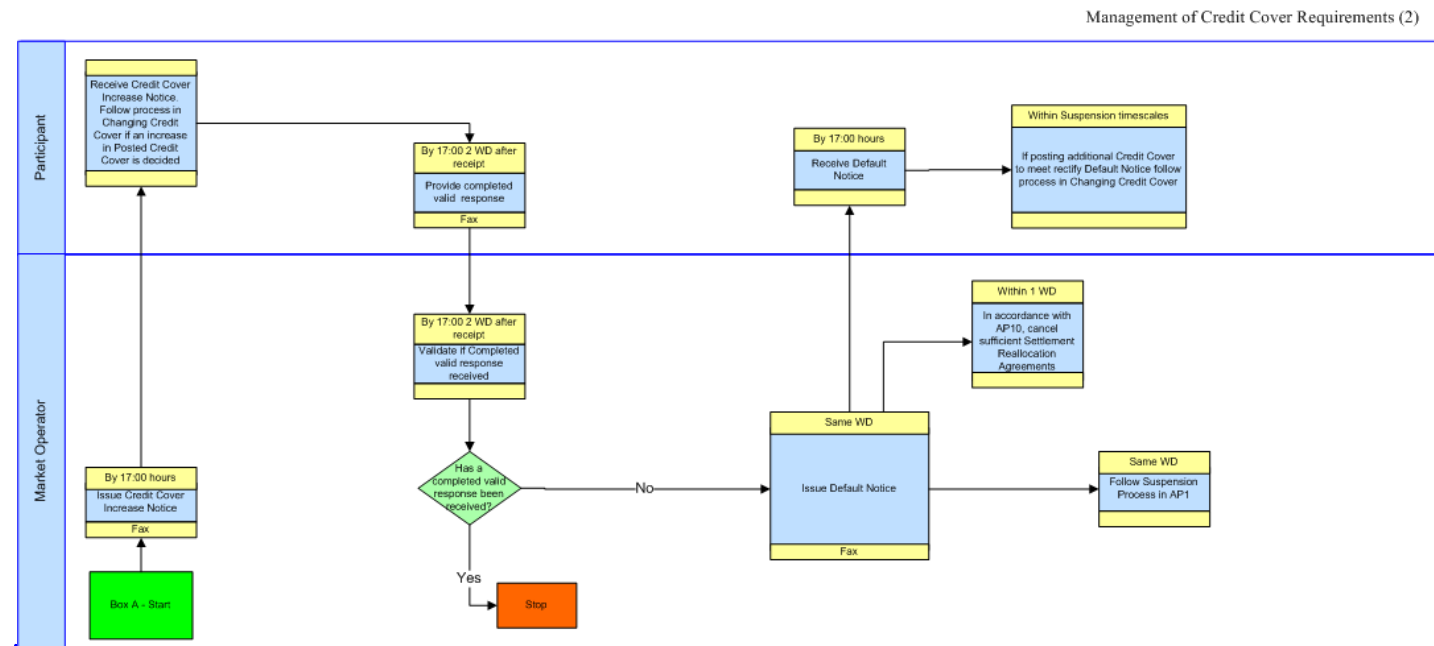 Management of Credit Cover Requirements (2)
Participant
Receive Credit Cover
Increase Notice.
Follow process in
Changing Credit
Cover if an increase
in Posted Credit
Cover is decided
By 17:00 2 WD after
receipt
Provide completed
valid response
Fax
By 17:00 hours
Receive Default
Notice
Within Suspension timescales
If posting additional Credit Cover
to meet rectify Default Notice follow
process in Changing Credit Cover
Market Operator
By 17:00 hours
Issue Credit Cover
Increase Notice
Fax
Box A - Start
By 17:00 2 WD after
receipt
Validate if Completed
valid response
received
Has a
completed valid
response been
received?
No
Yes
Stop
Same WD
Issue Default Notice
Fax
Within 1 WD
In accordance with
AP10, cancel
sufficient Settlement
Reallocation
Agreements
Same WD
Follow Suspension
Process in AP1